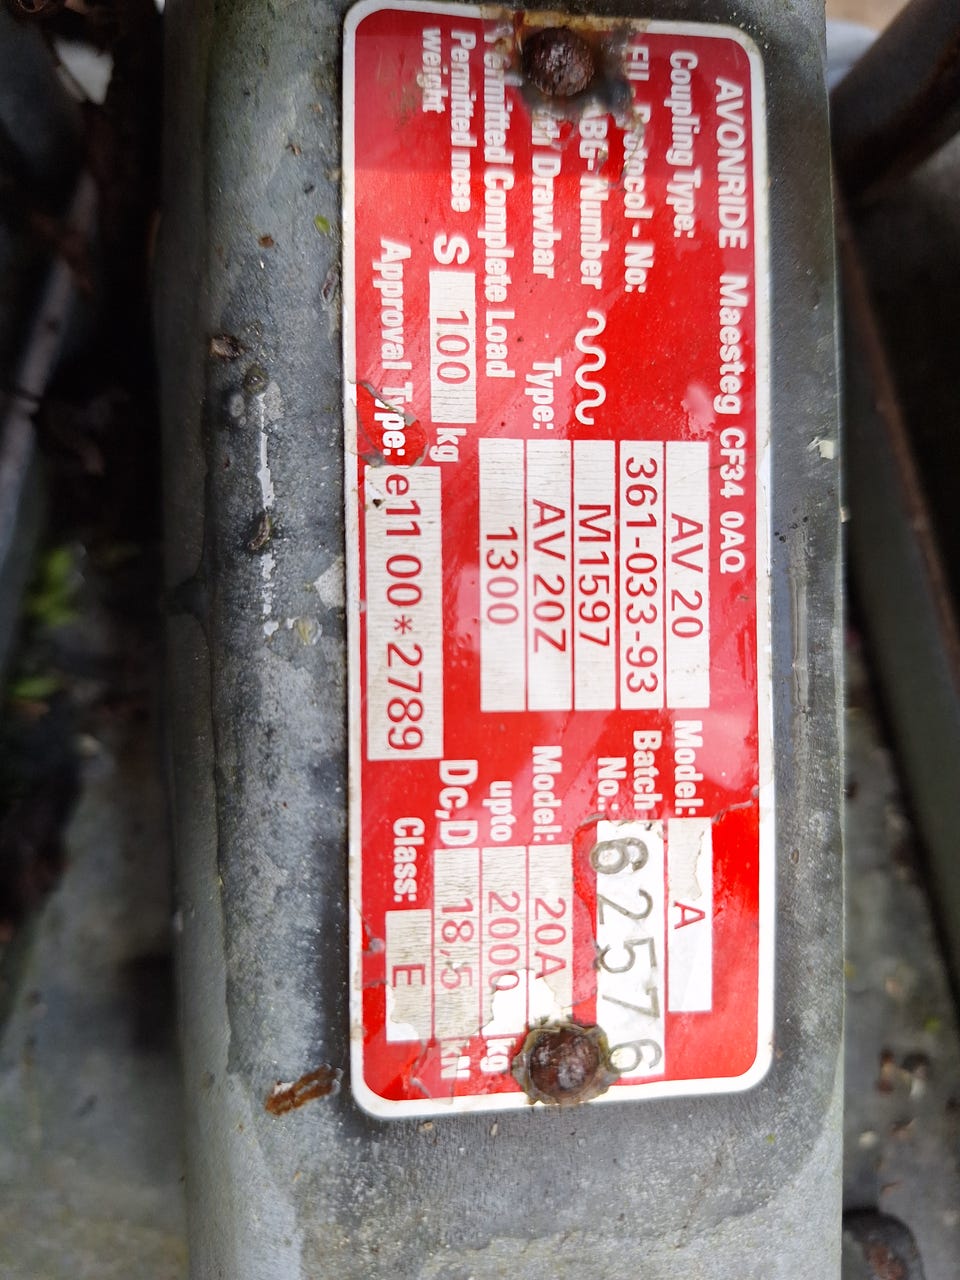 AVONRIDE Maesteg CF34 0AQ
Coupling Type: AV 20 Model: A
Protocol - No: 361-033-93 Batch No.: 62576
ABG- Number M1597
Drawbar Type: AV 20Z Model: 20A
Permitted Complete Load 1300 upto 2000 kg
Permitted nose weight S 100 kg Dc,D 18,5 kN
Approval Type: e11 00*2789 Class: E